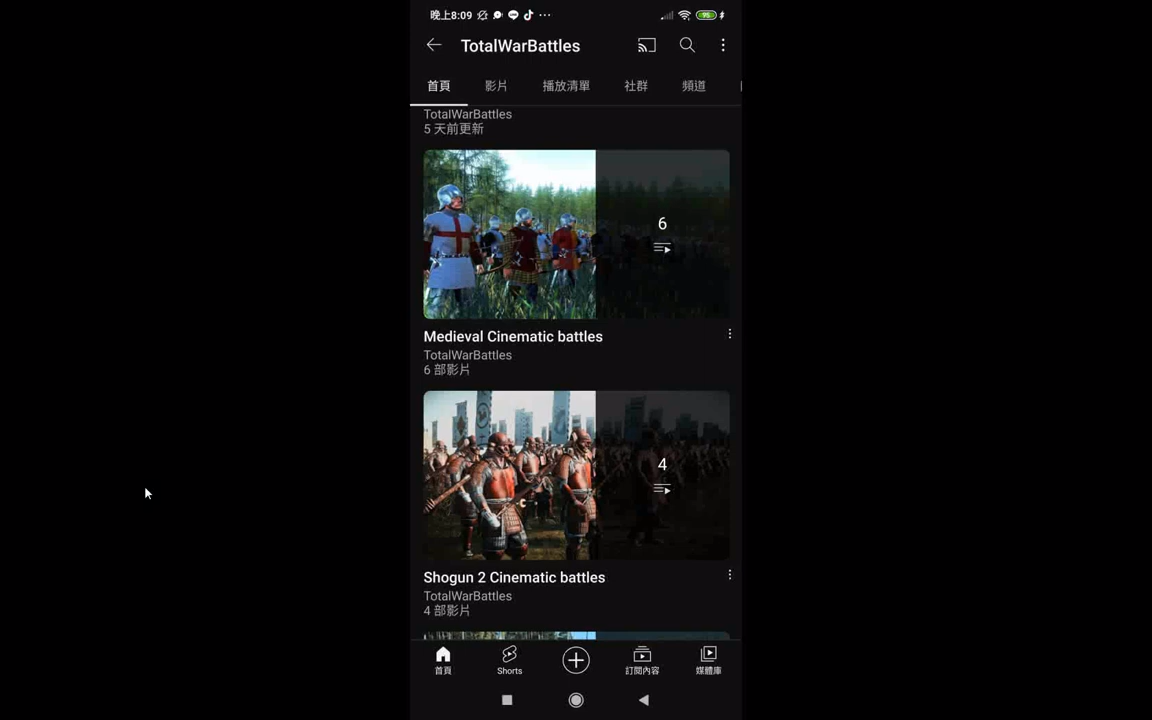 晚上8:09
95
TotalWarBattles
首頁 影片 播放清單 社群 頻道
TotalWarBattles
5 天前更新
6
Medieval Cinematic battles
TotalWarBattles
6 部影片
4
Shogun 2 Cinematic battles
TotalWarBattles
4 部影片
首頁 Shorts 訂閱內容 媒體庫